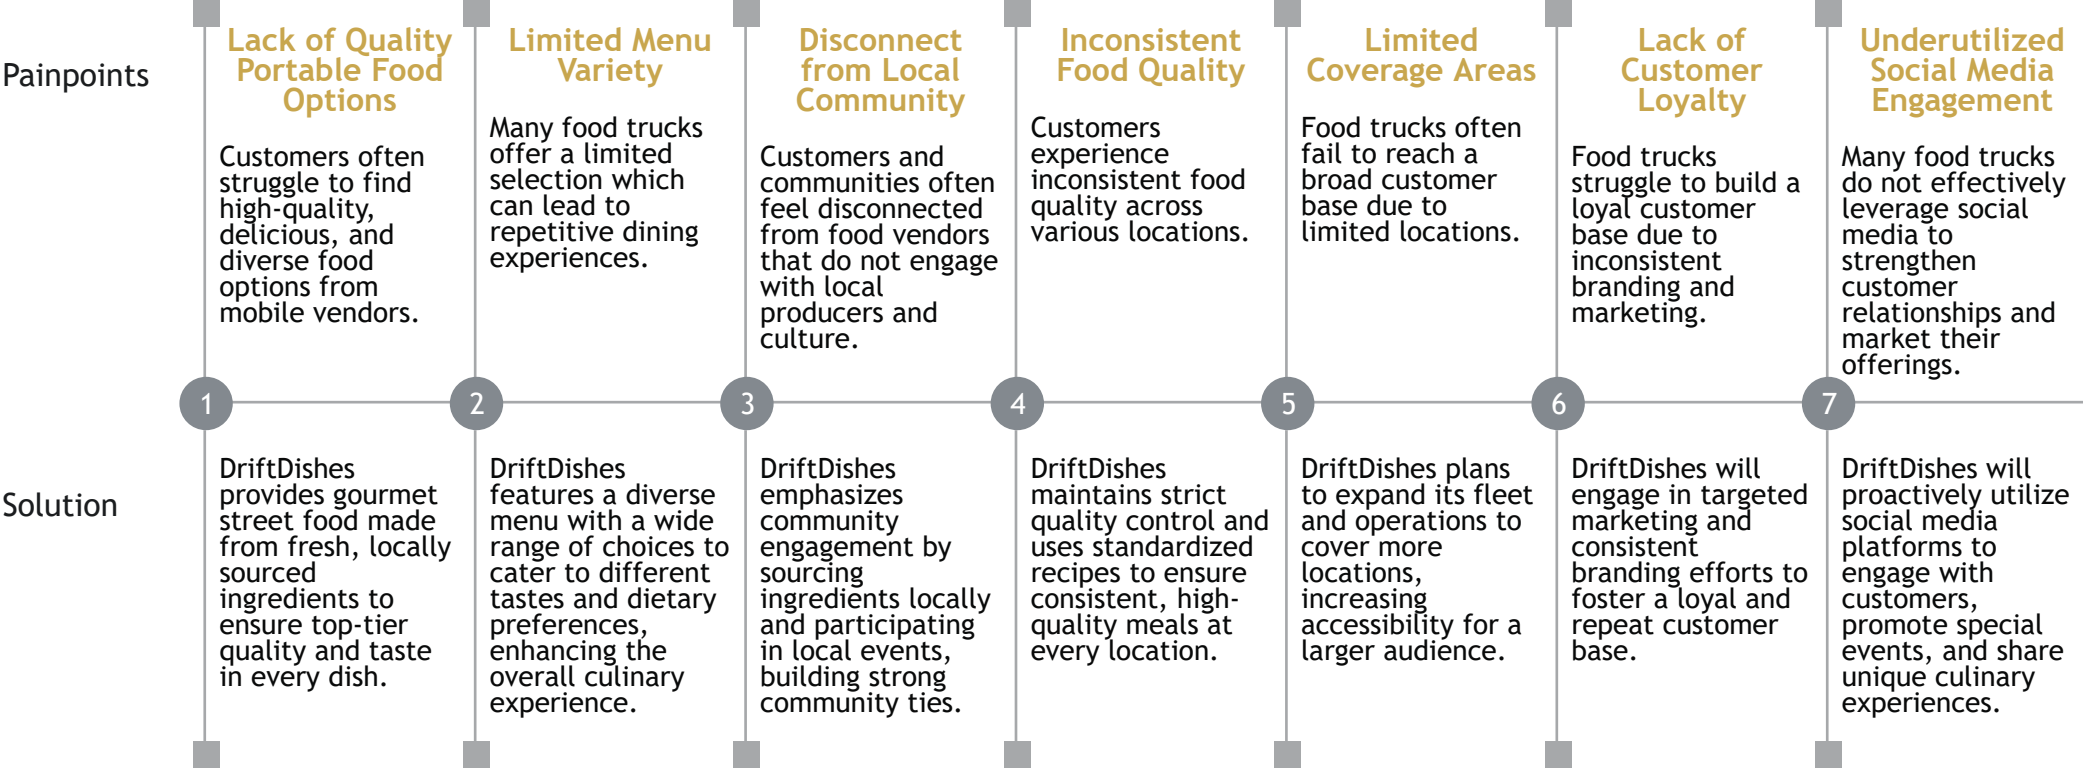 Painpoints
Lack of Quality
Portable Food
Options
Customers often
struggle to find
high-quality,
delicious, and
diverse food
options from
mobile vendors.
Limited Menu
Variety
Many food trucks
offer a limited
selection which
can lead to
repetitive dining
experiences.
Disconnect
from Local
Community
Customers and
communities often
feel disconnected
from food vendors
that do not engage
with local
producers and
culture.
Inconsistent
Food Quality
Customers
experience
inconsistent food
quality across
various locations.
Limited
Coverage Areas
Food trucks often
fail to reach a
broad customer
base due to
limited locations.
Lack of
Customer
Loyalty
Food trucks
struggle to build a
loyal customer
base due to
inconsistent
branding and
marketing.
Underutilized
Social Media
Engagement
Many food trucks
do not effectively
leverage social
media to
strengthen
customer
relationships and
market their
offerings.
1
2
3
4
5
6
7
Solution
DriftDishes
provides gourmet
street food made
from fresh, locally
sourced
ingredients to
ensure top-tier
quality and taste
in every dish.
DriftDishes
features a diverse
menu with a wide
range of choices to
cater to different
tastes and dietary
preferences,
enhancing the
overall culinary
experience.
DriftDishes
emphasizes
community
engagement by
sourcing
ingredients locally
and participating
in local events,
building strong
community ties.
DriftDishes
maintains strict
quality control and
uses standardized
recipes to ensure
consistent, high-
quality meals at
every location.
DriftDishes plans
to expand its fleet
and operations to
cover more
locations,
increasing
accessibility for a
larger audience.
DriftDishes will
engage in targeted
marketing and
consistent
branding efforts to
foster a loyal and
repeat customer
base.
DriftDishes will
proactively utilize
social media
platforms to
engage with
customers,
promote special
events, and share
unique culinary
experiences.